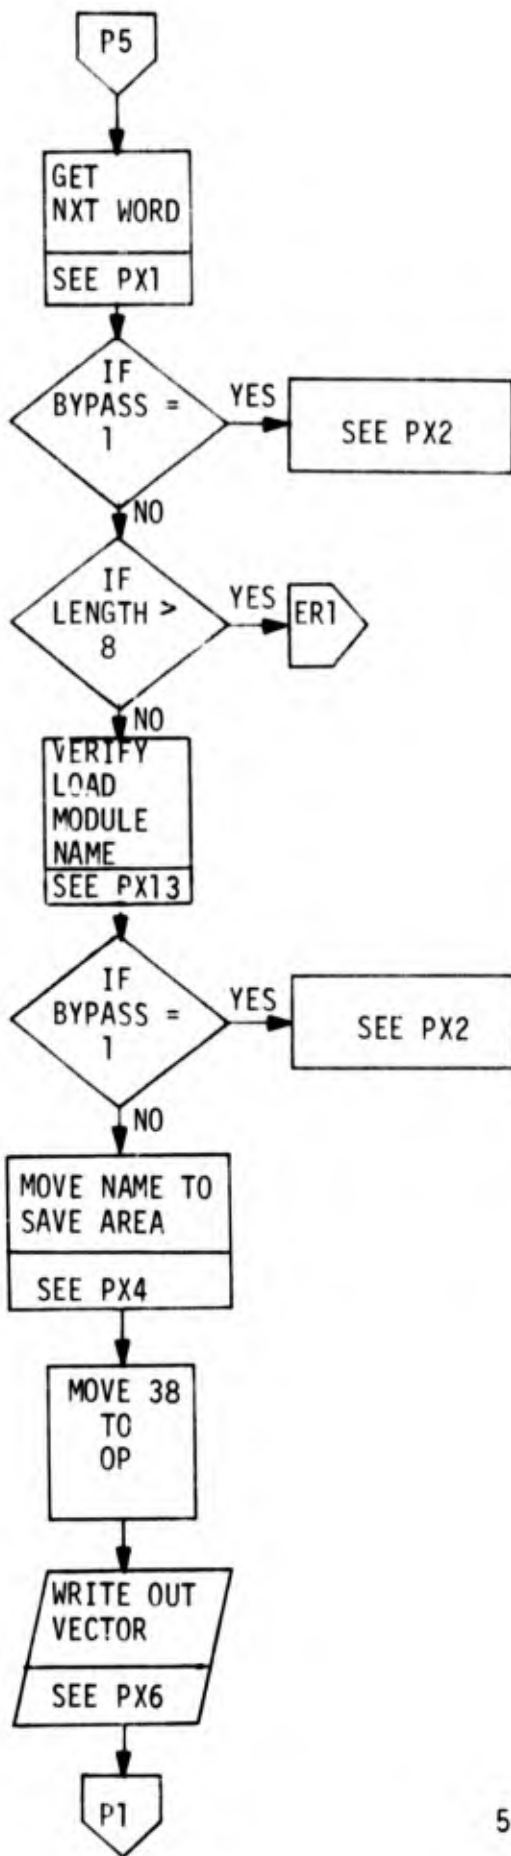 P5
GET
NXT WORD
SEE PX1
IF
BYPASS =
1
YES
SEE PX2
NO
IF
LENGTH >
8
YES
ER1
NO
VERIFY
LOAD
MODULE
NAME
SEE PX13
IF
BYPASS =
1
YES
SEE PX2
NO
MOVE NAME TO
SAVE AREA
SEE PX4
MOVE 38
TO
OP
WRITE OUT
VECTOR
SEE PX6
P1
5